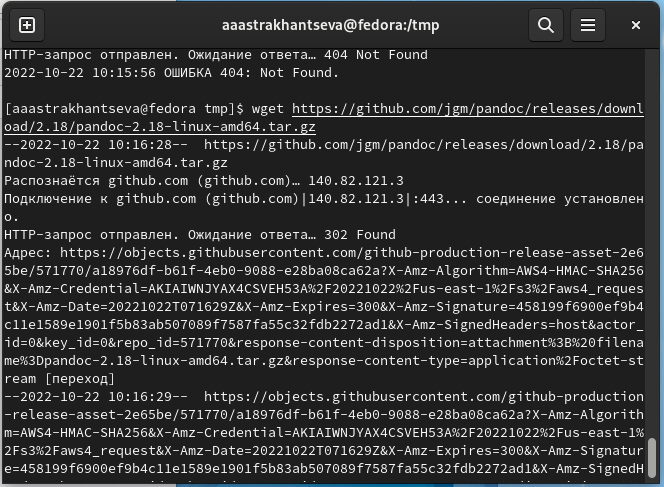 aaastrakhantseva@fedora:/tmp
HTTP-запрос отправлен. Ожидание ответа… 404 Not Found
2022-10-22 10:15:56 ОШИБКА 404: Not Found.
[aaastrakhantseva@fedora tmp]$ wget https://github.com/jgm/pandoc/releases/downl
oad/2.18/pandoc-2.18-linux-amd64.tar.gz
--2022-10-22 10:16:28--  https://github.com/jgm/pandoc/releases/download/2.18/pa
ndoc-2.18-linux-amd64.tar.gz
Распознаётся github.com (github.com)… 140.82.121.3
Подключение к github.com (github.com)|140.82.121.3|:443... соединение установлен
о.
HTTP-запрос отправлен. Ожидание ответа… 302 Found
Адрес: https://objects.githubusercontent.com/github-production-release-asset-2e6
5be/571770/a18976df-b61f-4eb0-9088-e28ba08ca62a?X-Amz-Algorithm=AWS4-HMAC-SHA256
&X-Amz-Credential=AKIAIWNJYAX4CSVEH53A%2F20221022%2Fus-east-1%2Fs3%2Faws4_reques
t&X-Amz-Date=20221022T071629Z&X-Amz-Expires=300&X-Amz-Signature=458199f6900ef9b4
c11e1589e1901f5b83ab507089f7587fa55c32fdb2272ad1&X-Amz-SignedHeaders=host&actor_
id=0&key_id=0&repo_id=571770&response-content-disposition=attachment%3B%20filena
me%3Dpandoc-2.18-linux-amd64.tar.gz&response-content-type=application%2Foctet-st
ream [переход]
--2022-10-22 10:16:29--  https://objects.githubusercontent.com/github-production
-release-asset-2e65be/571770/a18976df-b61f-4eb0-9088-e28ba08ca62a?X-Amz-Algorith
m=AWS4-HMAC-SHA256&X-Amz-Credential=AKIAIWNJYAX4CSVEH53A%2F20221022%2Fus-east-1%
2Fs3%2Faws4_request&X-Amz-Date=20221022T071629Z&X-Amz-Expires=300&X-Amz-Signatur
e=458199f6900ef9b4c11e1589e1901f5b83ab507089f7587fa55c32fdb2272ad1&X-Amz-SignedH